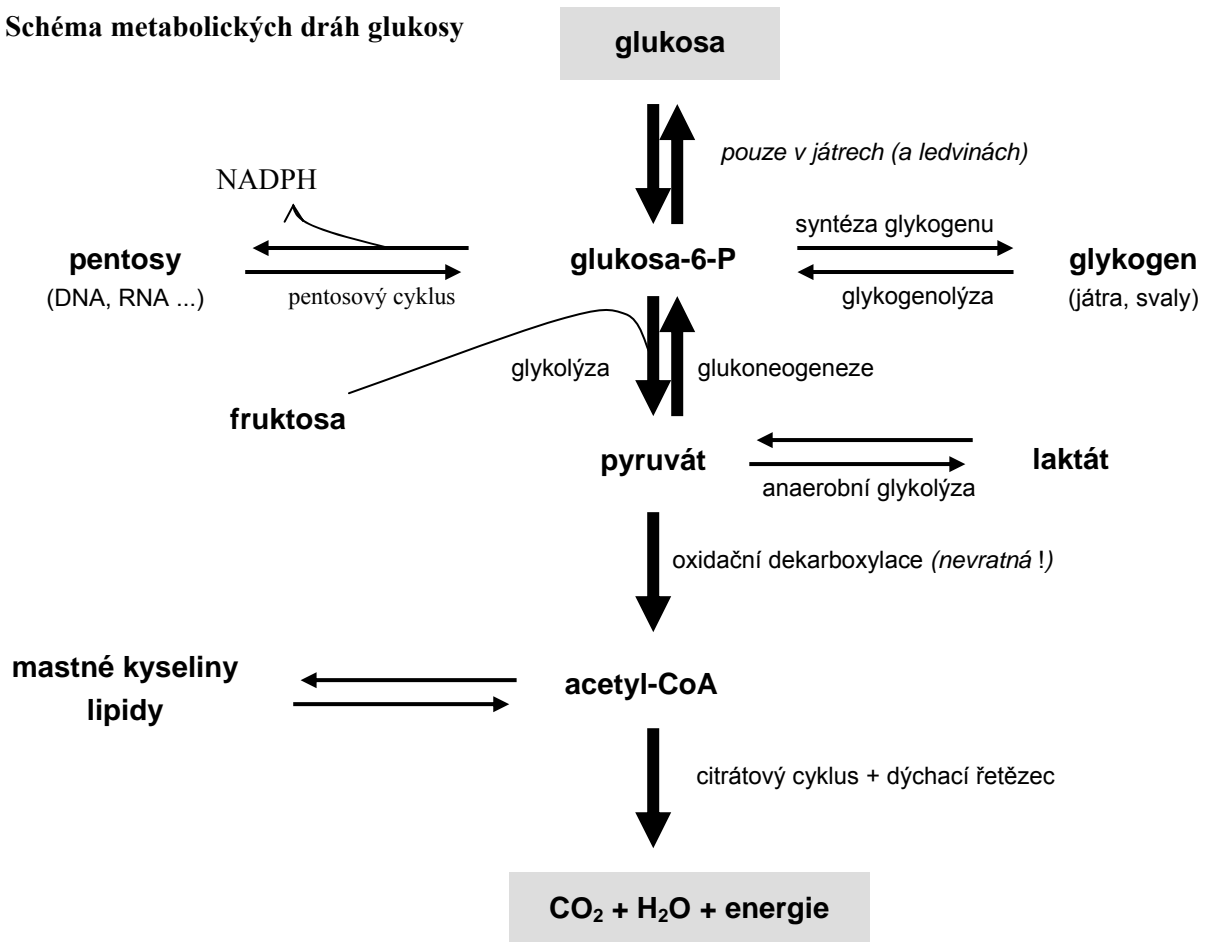 Schéma metabolických dráh glukosy
glukosa
pouze v játrech (a ledvinách)
NADPH
syntéza glykogenu
pentosy
glukosa-6-P
glykogen
(DNA, RNA ...)
pentosový cyklus
glykogenolýza
(játra, svaly)
glykolýza
glukoneogeneze
fruktosa
pyruvát
laktát
anaerobní glykolýza
oxidační dekarboxylace (nevratná !)
mastné kyseliny
lipidy
acetyl-CoA
citrátový cyklus + dýchací řetězec
CO₂ + H₂O + energie